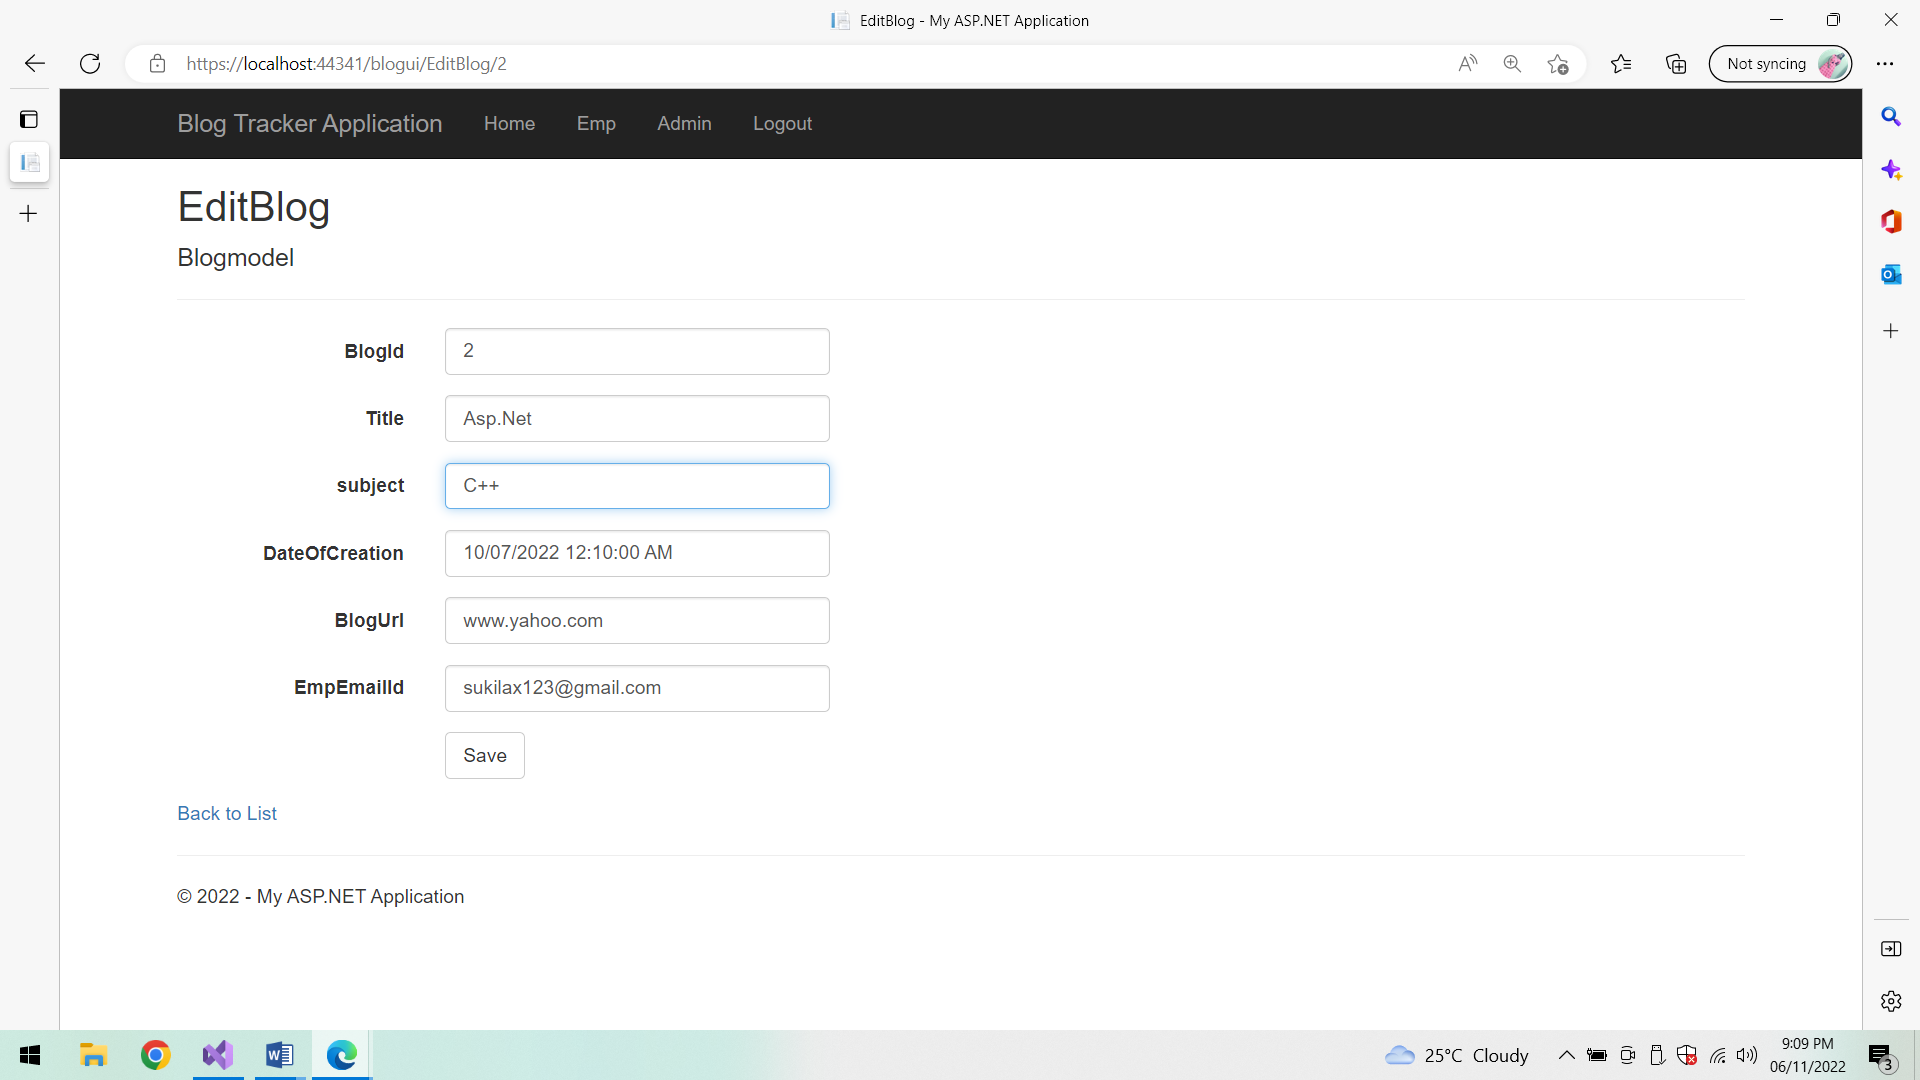 EditBlog - My ASP.NET Application
https://localhost:44341/blogui/EditBlog/2
Not syncing
Blog Tracker Application Home Emp Admin Logout
EditBlog
Blogmodel
BlogId 2
Title Asp.Net
subject C++
DateOfCreation 10/07/2022 12:10:00 AM
BlogUrl www.yahoo.com
EmpEmailId sukilax123@gmail.com
Save
Back to List
© 2022 - My ASP.NET Application
25°C Cloudy
9:09 PM
06/11/2022
3